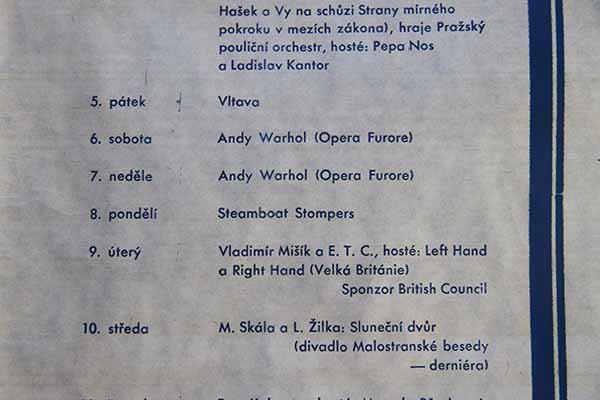 Hašek a Vy na schůzi Strany mírného
pokroku v mezích zákona), hraje Pražský
pouliční orchestr, hosté: Pepa Nos
a Ladislav Kantor
5. pátek Vltava
6. sobota Andy Warhol (Opera Furore)
7. neděle Andy Warhol (Opera Furore)
8. pondělí Steamboat Stompers
9. úterý Vladimír Mišík a E. T. C., hosté: Left Hand
a Right Hand (Velká Británie)
Sponzor British Council
10. středa M. Skála a L. Žilka: Sluneční dvůr
(divadlo Malostranské besedy
— derniéra)